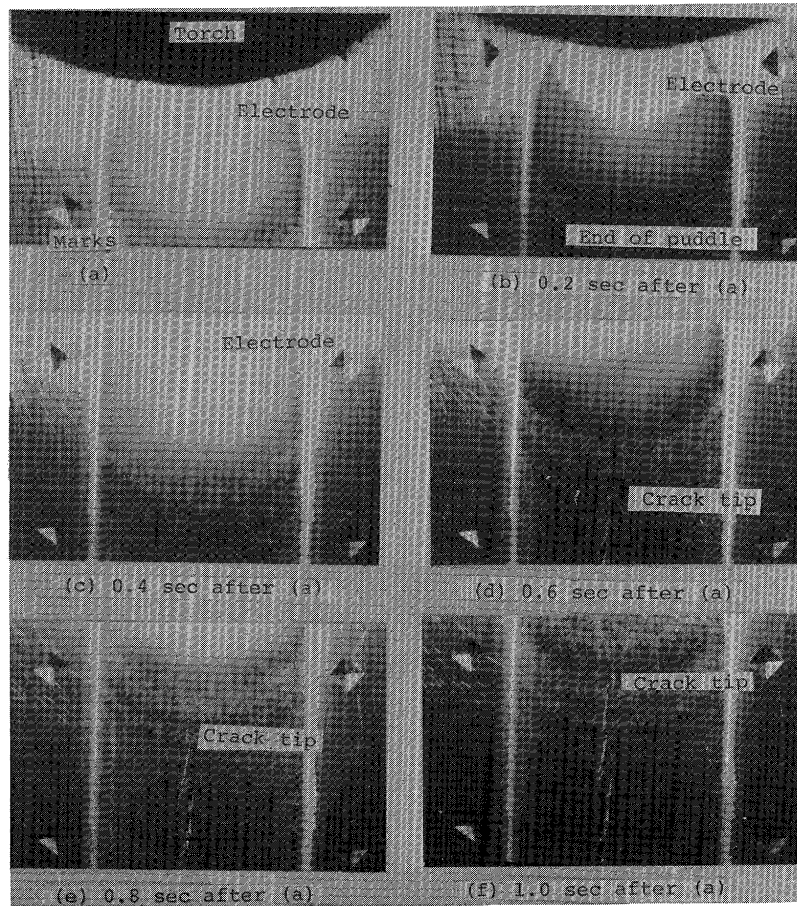 Torch
Electrode
Marks
(a)
Electrode
End of puddle
(b) 0.2 sec after (a)
Electrode
(c) 0.4 sec after (a)
Crack tip
(d) 0.6 sec after (a)
Crack tip
(e) 0.8 sec after (a)
Crack tip
(f) 1.0 sec after (a)